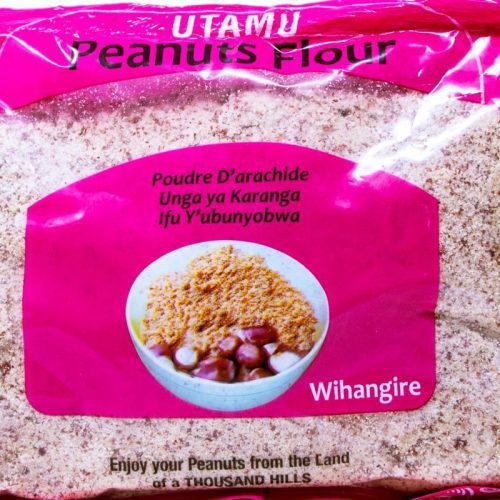 UTAMU
Peanuts Flour
Poudre D'arachide
Unga ya Karanga
Ifu Y'ubunyobwa
Wihangire
Enjoy your Peanuts from the Land
of a THOUSAND HILLS